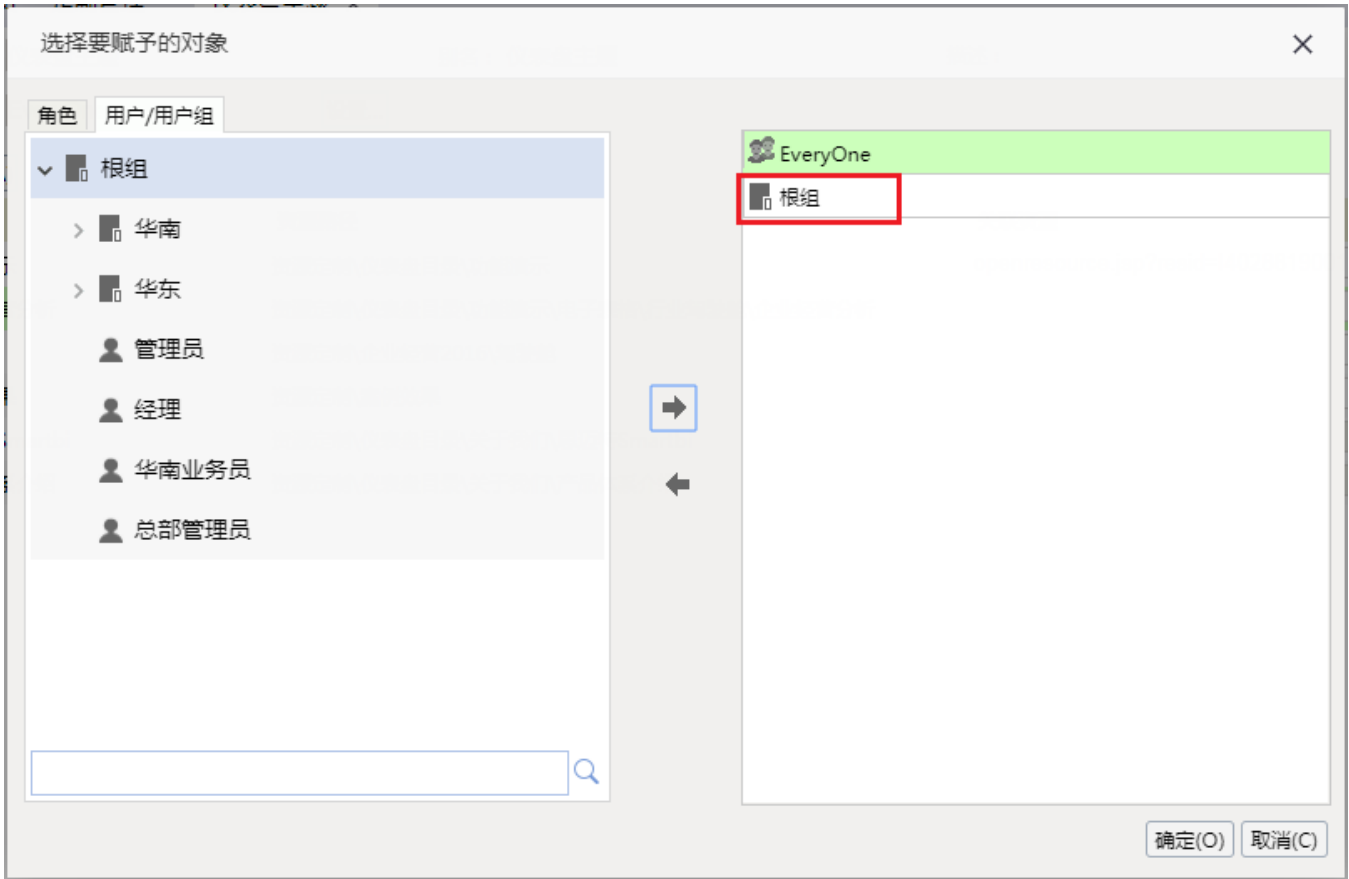 选择要赋予的对象
角色 用户/用户组
根组
华南
华东
管理员
经理
华南业务员
总部管理员
EveryOne
根组
确定(O) 取消(C)